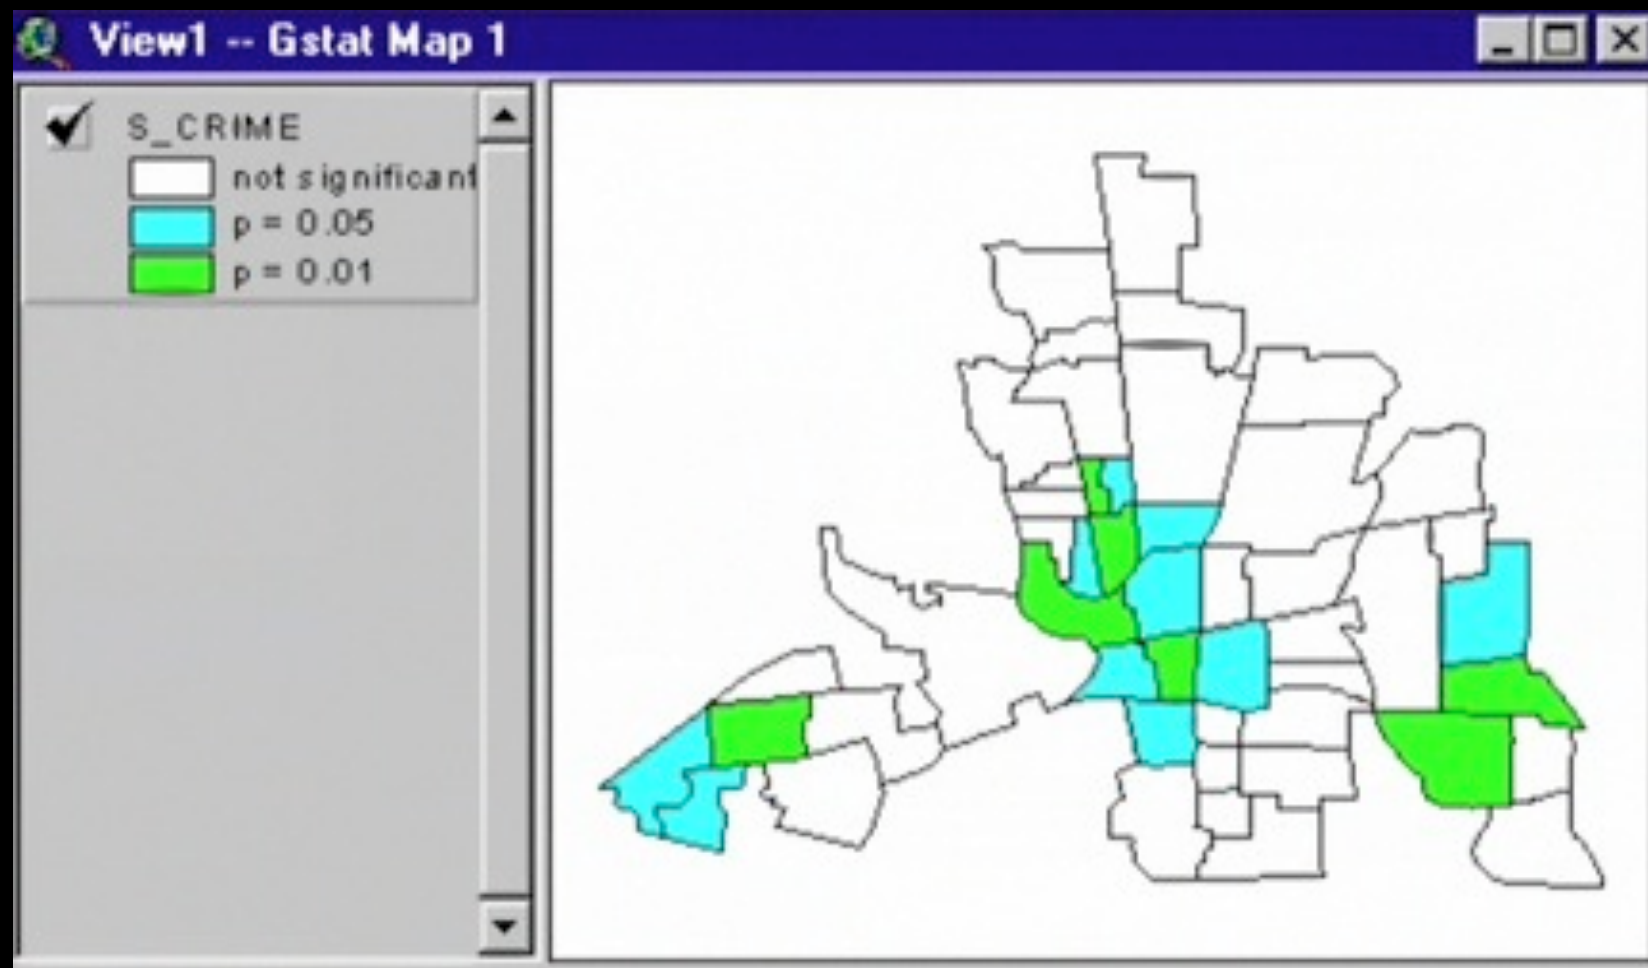 View1 -- Gstat Map 1
S_CRIME
not significant
p = 0.05
p = 0.01